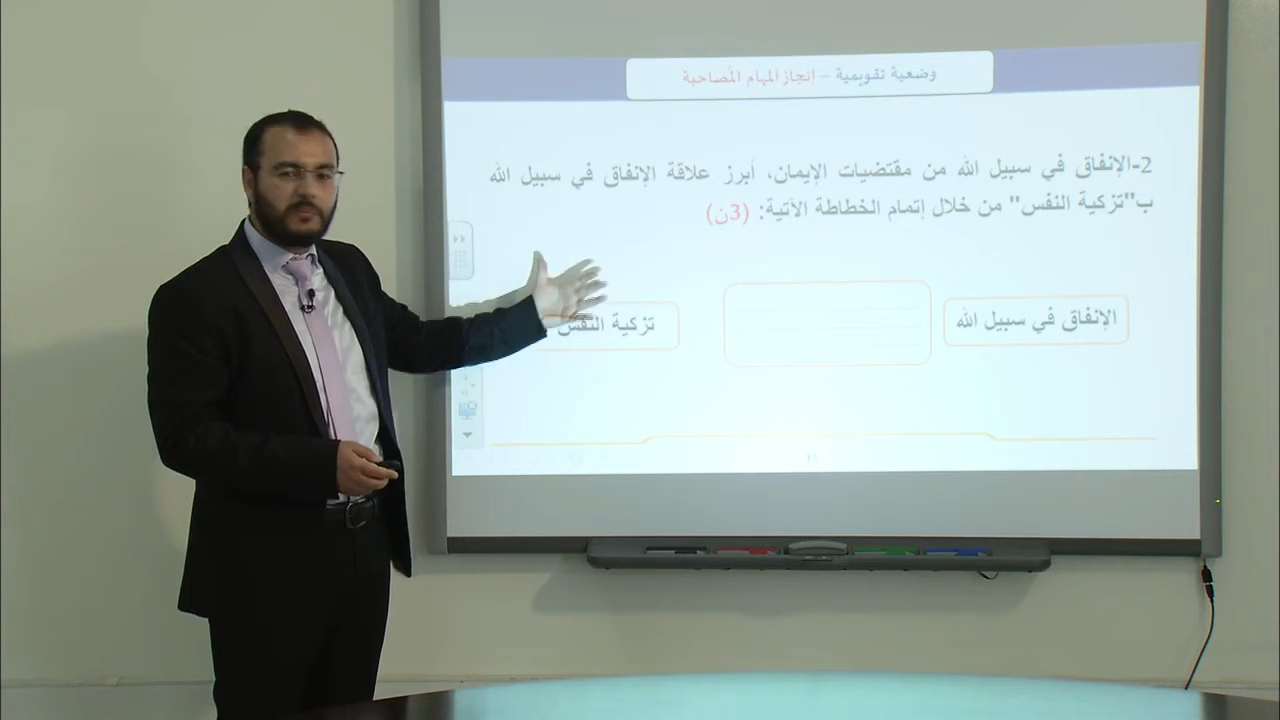 وضعية تقويمية – إنجاز المهام المصاحبة
2-الإنفاق في سبيل الله من مقتضيات الإيمان، أبرز علاقة الإنفاق في سبيل الله
ب"تزكية النفس" من خلال إتمام الخطاطة الآتية: (3ن)
الإنفاق في سبيل الله
تزكية النفس